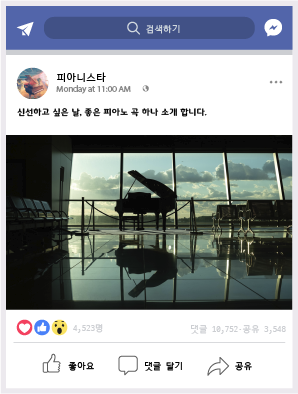 검색하기
피아니스타
Monday at 11:00 AM
신선하고 싶은 날, 좋은 피아노 곡 하나 소개 합니다.
4,523명
댓글 10,752·공유 3,548
좋아요
댓글 달기
공유